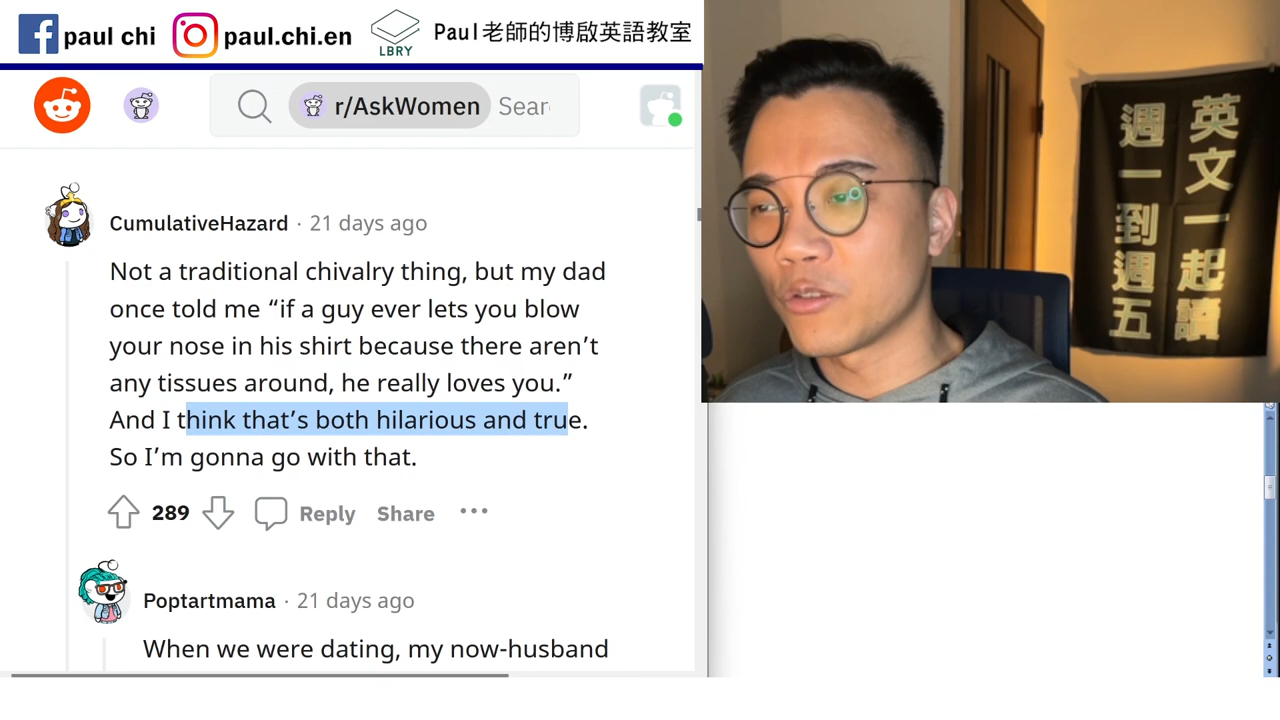 paul chi
paul.chi.en
LBRY
Paul老師的博啟英語教室
r/AskWomen
Sear
CumulativeHazard · 21 days ago
Not a traditional chivalry thing, but my dad
once told me “if a guy ever lets you blow
your nose in his shirt because there aren’t
any tissues around, he really loves you.”
And I think that’s both hilarious and true.
So I’m gonna go with that.
289
Reply
Share
Poptartmama · 21 days ago
When we were dating, my now-husband
英文一起讀
週一到週五